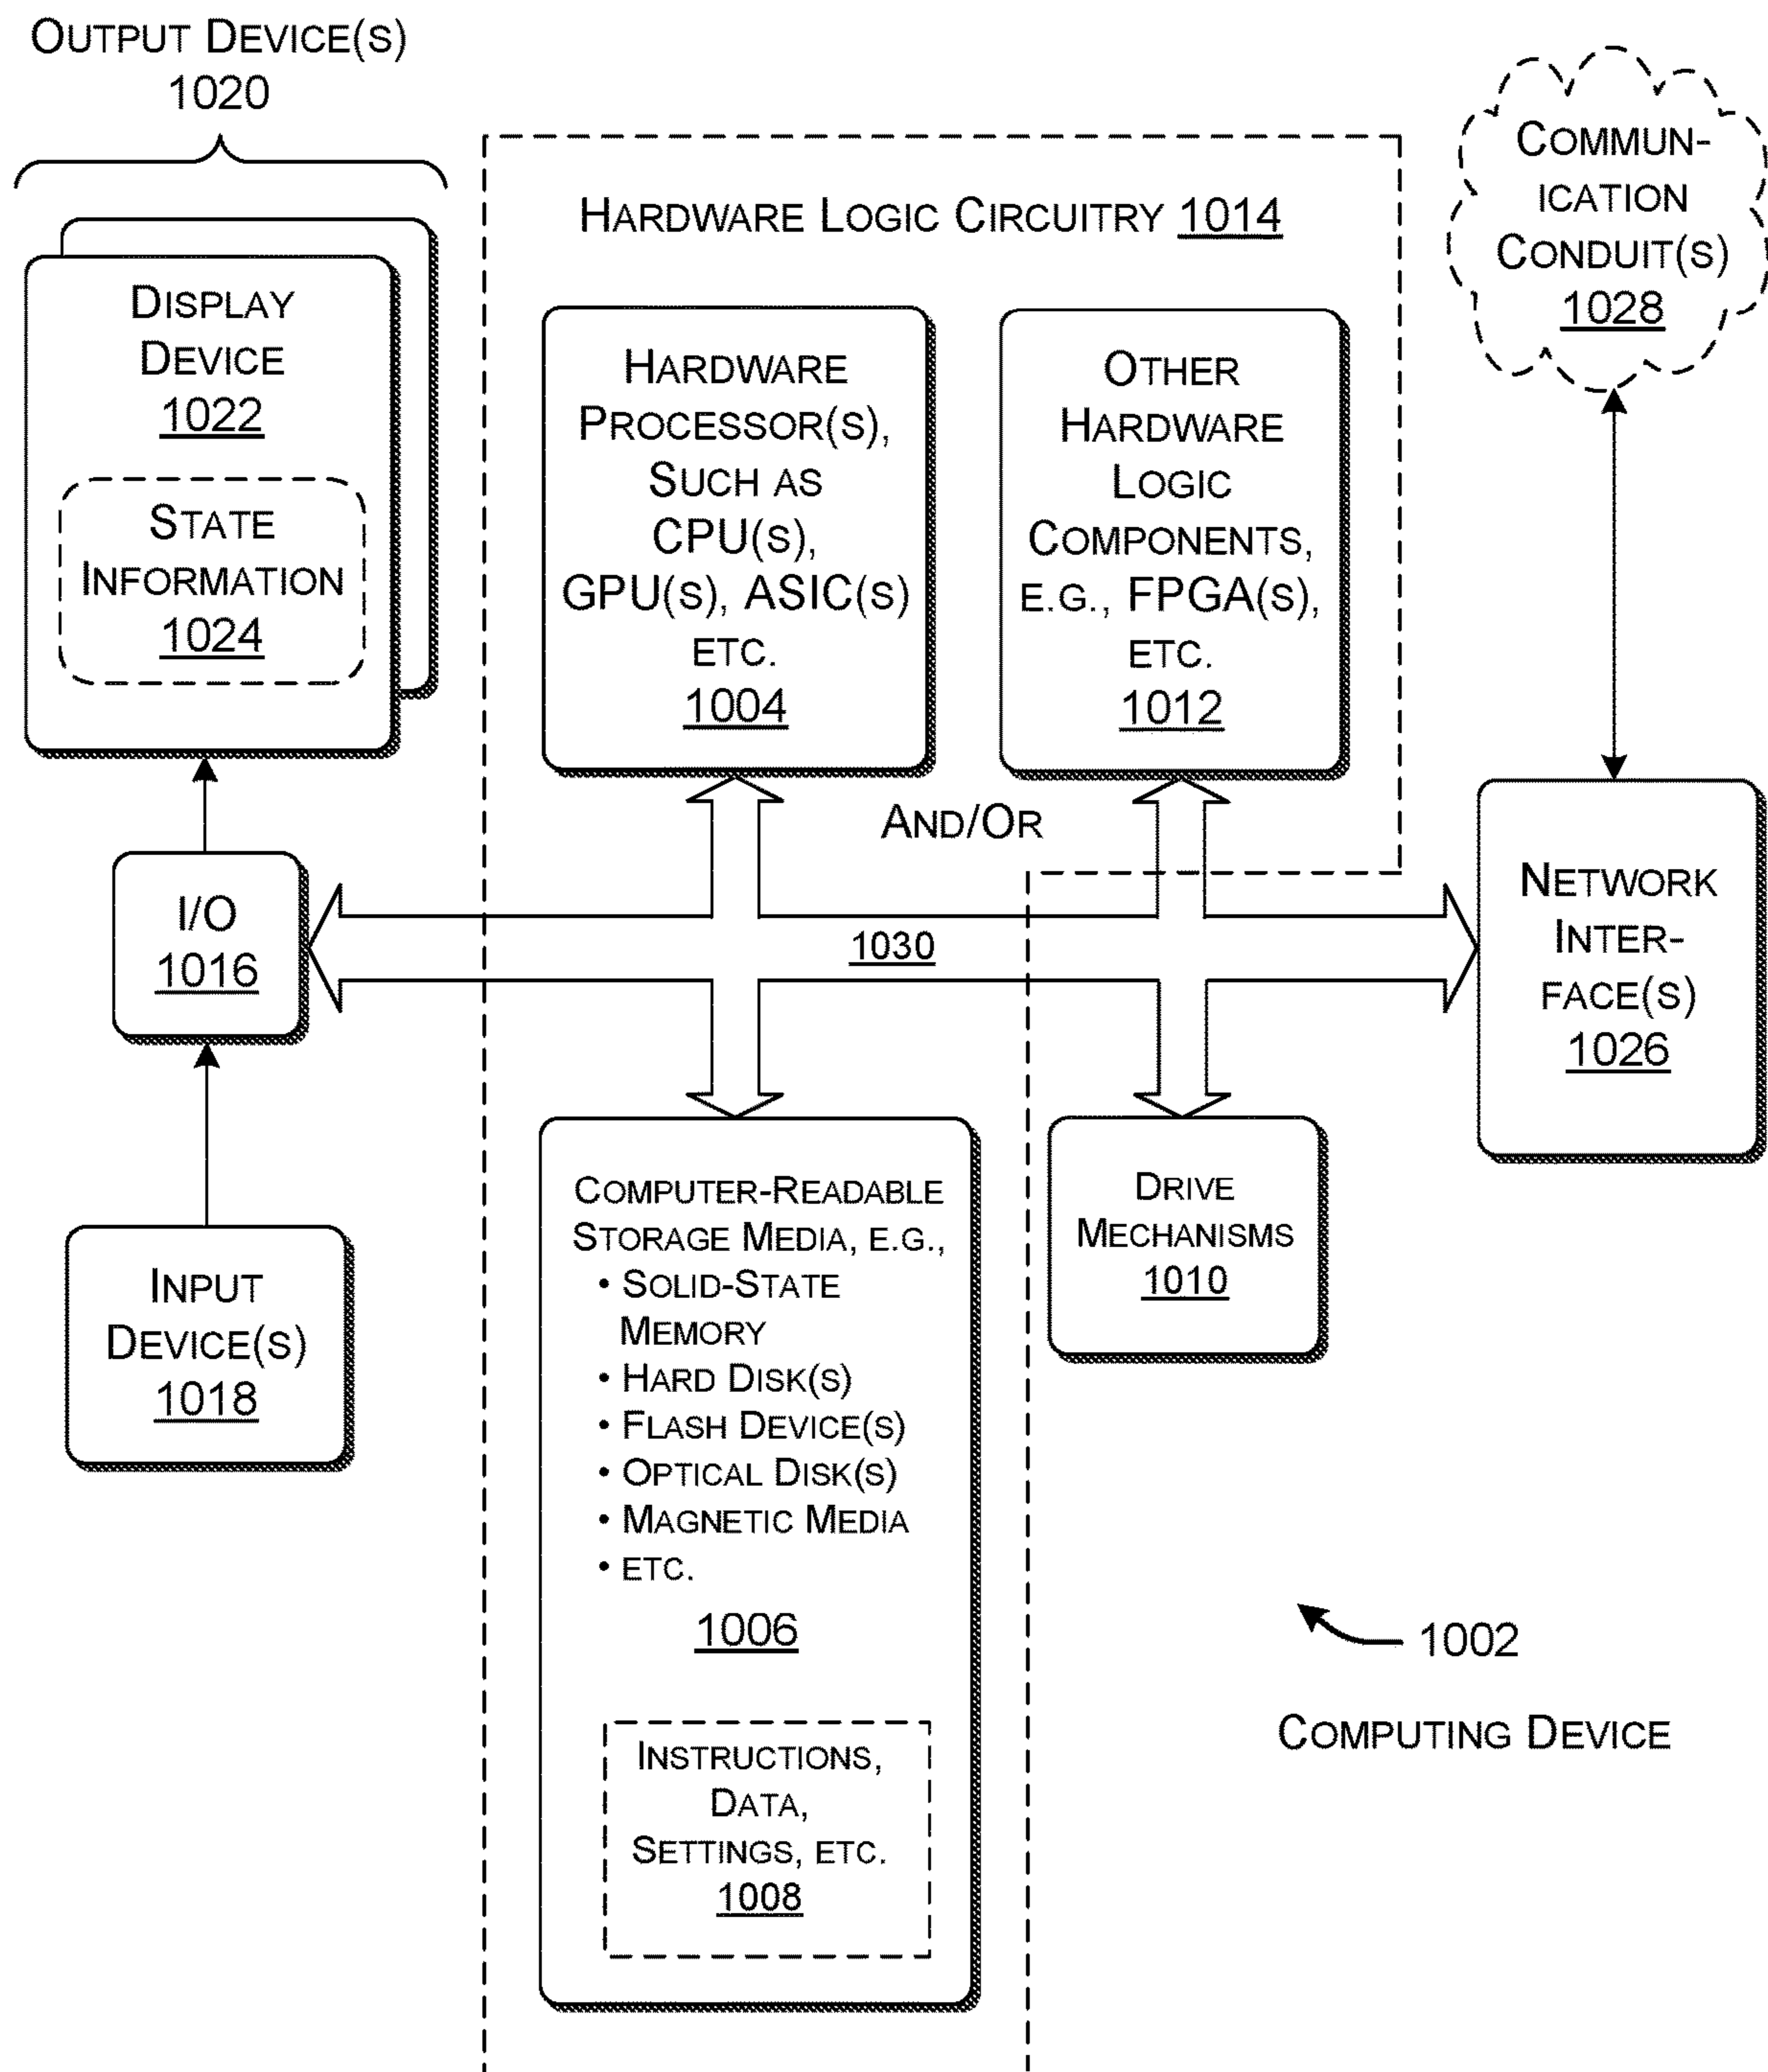 OUTPUT DEVICE(S)
1020
DISPLAY
DEVICE
1022
STATE
INFORMATION
1024
I/O
1016
INPUT
DEVICE(S)
1018
HARDWARE LOGIC CIRCUITRY 1014
HARDWARE
PROCESSOR(S),
SUCH AS
CPU(S),
GPU(S), ASIC(S)
ETC.
1004
OTHER
HARDWARE
LOGIC
COMPONENTS,
E.G., FPGA(S),
ETC.
1012
AND/OR
1030
COMPUTER-READABLE
STORAGE MEDIA, E.G.,
• SOLID-STATE
MEMORY
• HARD DISK(S)
• FLASH DEVICE(S)
• OPTICAL DISK(S)
• MAGNETIC MEDIA
• ETC.
1006
INSTRUCTIONS,
DATA,
SETTINGS, ETC.
1008
DRIVE
MECHANISMS
1010
COMMUN-
ICATION
CONDUIT(S)
1028
NETWORK
INTER-
FACE(S)
1026
1002
COMPUTING DEVICE